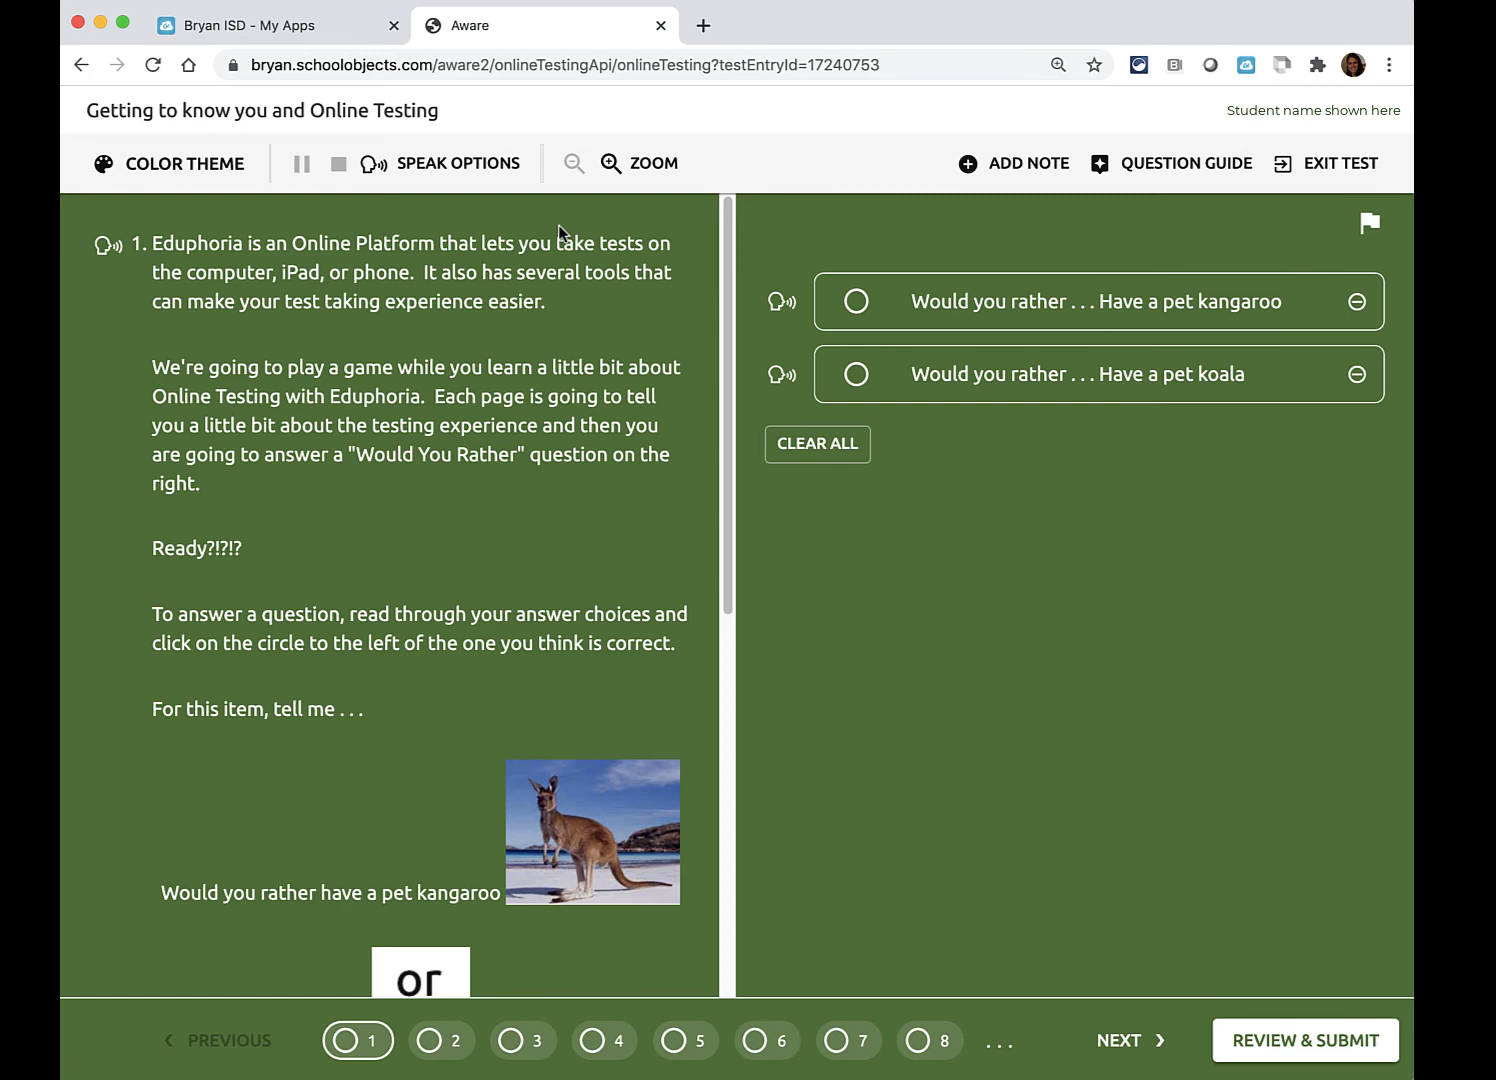 Bryan ISD - My Apps
Aware
bryan.schoolobjects.com/aware2/onlineTestingApi/onlineTesting?testEntryId=17240753
Getting to know you and Online Testing
Student name shown here
COLOR THEME
SPEAK OPTIONS
ZOOM
ADD NOTE
QUESTION GUIDE
EXIT TEST
1. Eduphoria is an Online Platform that lets you take tests on
the computer, iPad, or phone. It also has several tools that
can make your test taking experience easier.
We're going to play a game while you learn a little bit about
Online Testing with Eduphoria. Each page is going to tell
you a little bit about the testing experience and then you
are going to answer a "Would You Rather" question on the
right.
Ready?!?!?
To answer a question, read through your answer choices and
click on the circle to the left of the one you think is correct.
For this item, tell me . . .
Would you rather have a pet kangaroo
or
Would you rather . . . Have a pet kangaroo
Would you rather . . . Have a pet koala
CLEAR ALL
PREVIOUS
1
2
3
4
5
6
7
8
. . .
NEXT
REVIEW & SUBMIT